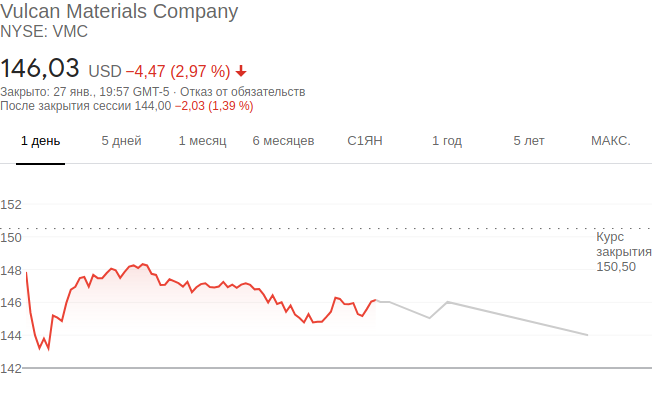 Vulcan Materials Company
NYSE: VMC
146,03 USD −4,47 (2,97 %)
Закрыто: 27 янв., 19:57 GMT-5 · Отказ от обязательств
После закрытия сессии 144,00 −2,03 (1,39 %)
1 день 5 дней 1 месяц 6 месяцев С1ЯН 1 год 5 лет МАКС.
152
150
148
146
144
142
Курс
закрытия
150,50